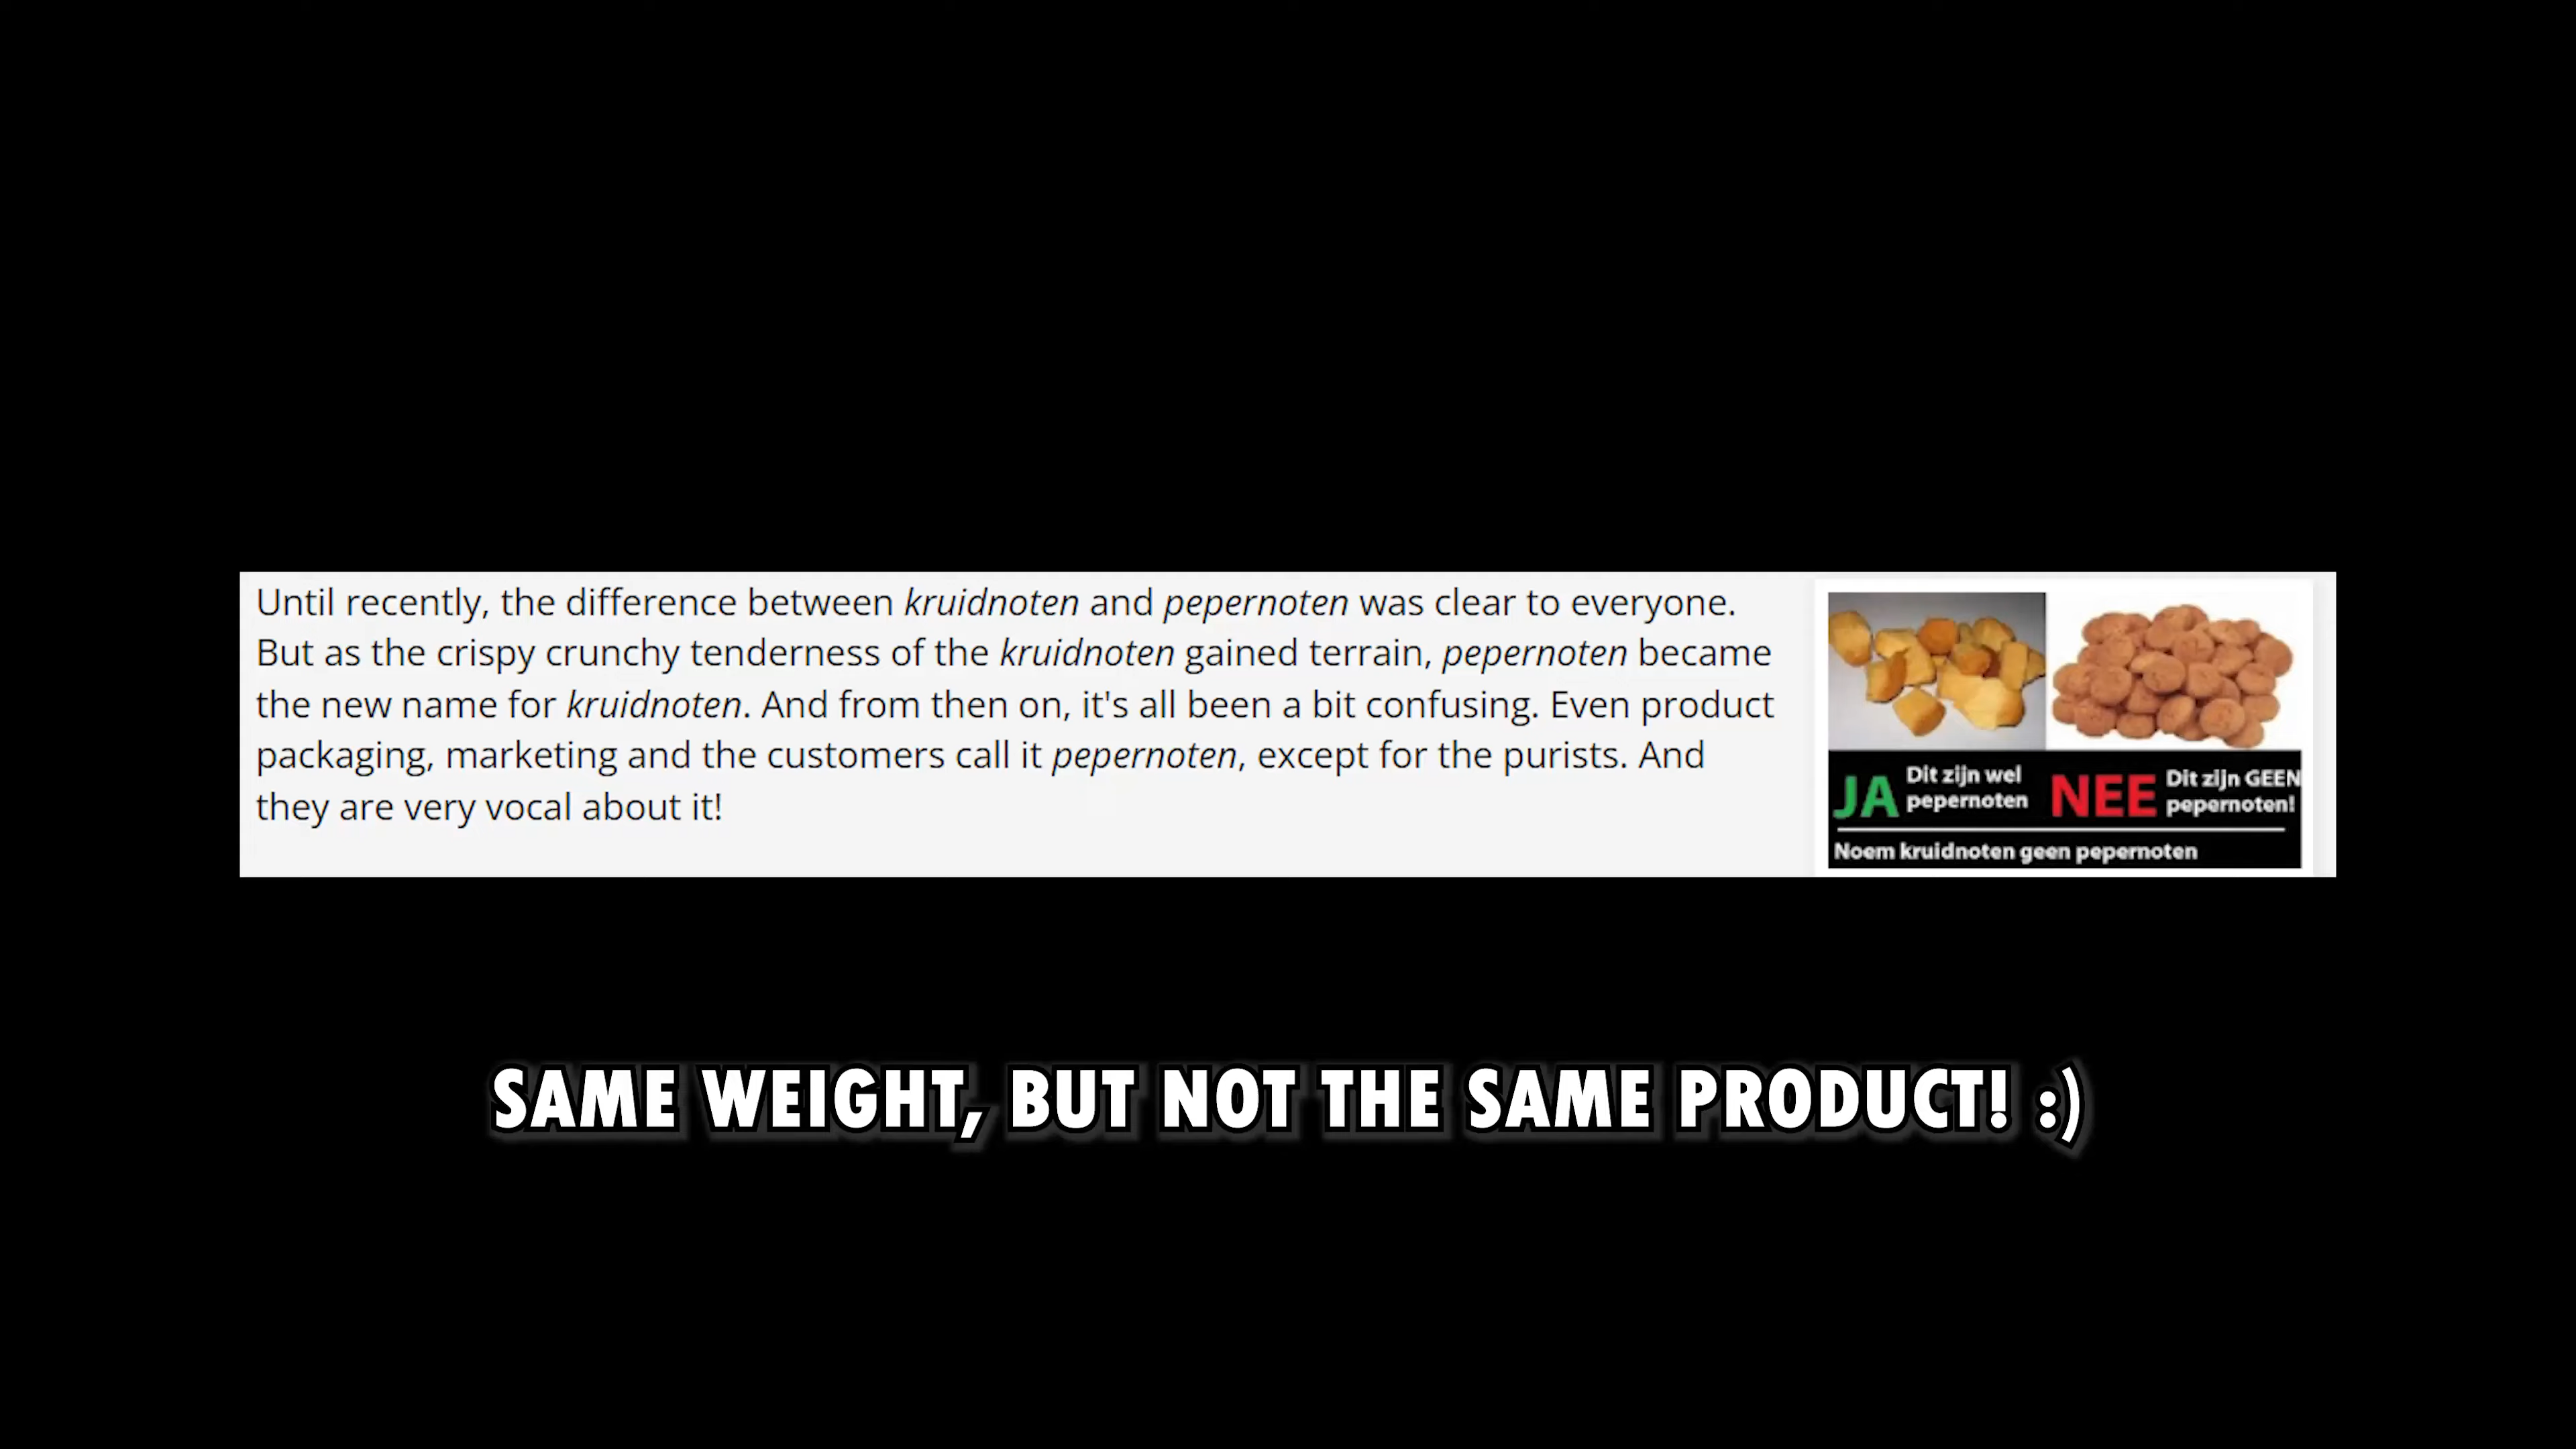 Until recently, the difference between kruidnoten and pepernoten was clear to everyone.
But as the crispy crunchy tenderness of the kruidnoten gained terrain, pepernoten became
the new name for kruidnoten. And from then on, it's all been a bit confusing. Even product
packaging, marketing and the customers call it pepernoten, except for the purists. And
they are very vocal about it!
JA Dit zijn wel
pepernoten
NEE Dit zijn GEEN
pepernoten!
Noem kruidnoten geen pepernoten
SAME WEIGHT, BUT NOT THE SAME PRODUCT! :)